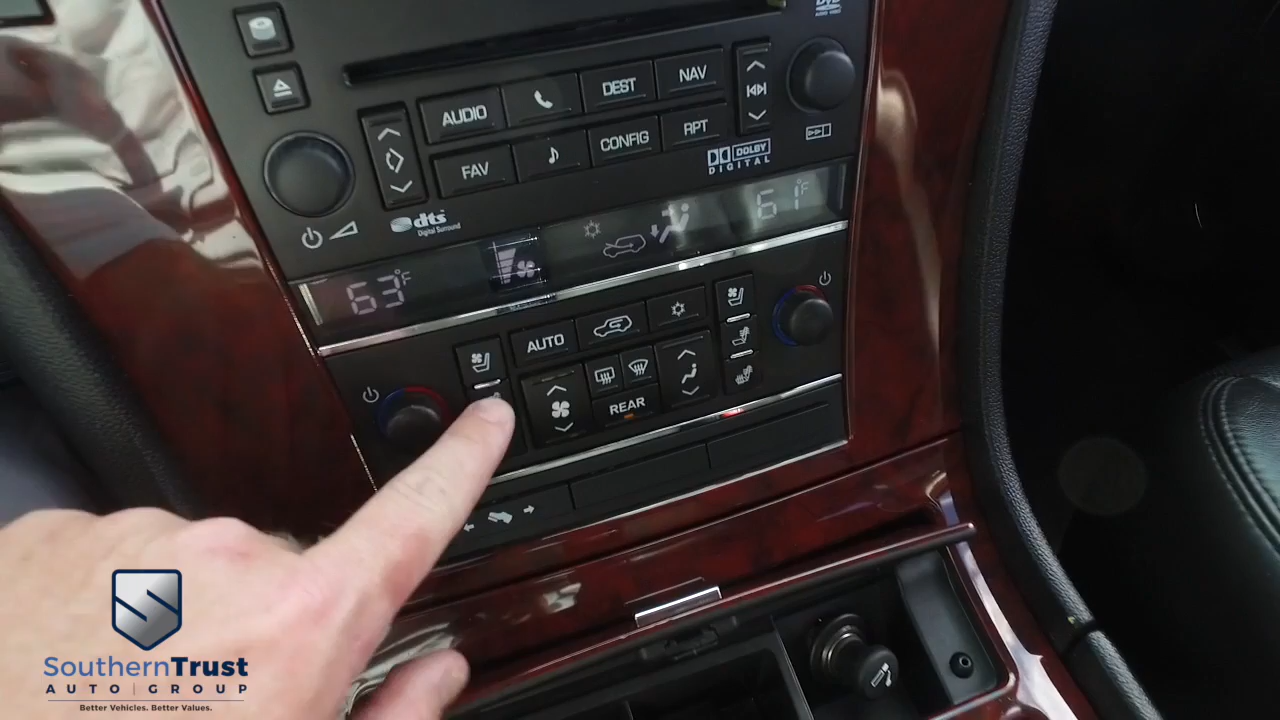 AUDIO DEST NAV
FAV CONFIG RPT
DOLBY
DIGITAL
dts
Digital Surround
63°F 61°F
AUTO
REAR
SouthernTrust
AUTO | GROUP
Better Vehicles. Better Values.